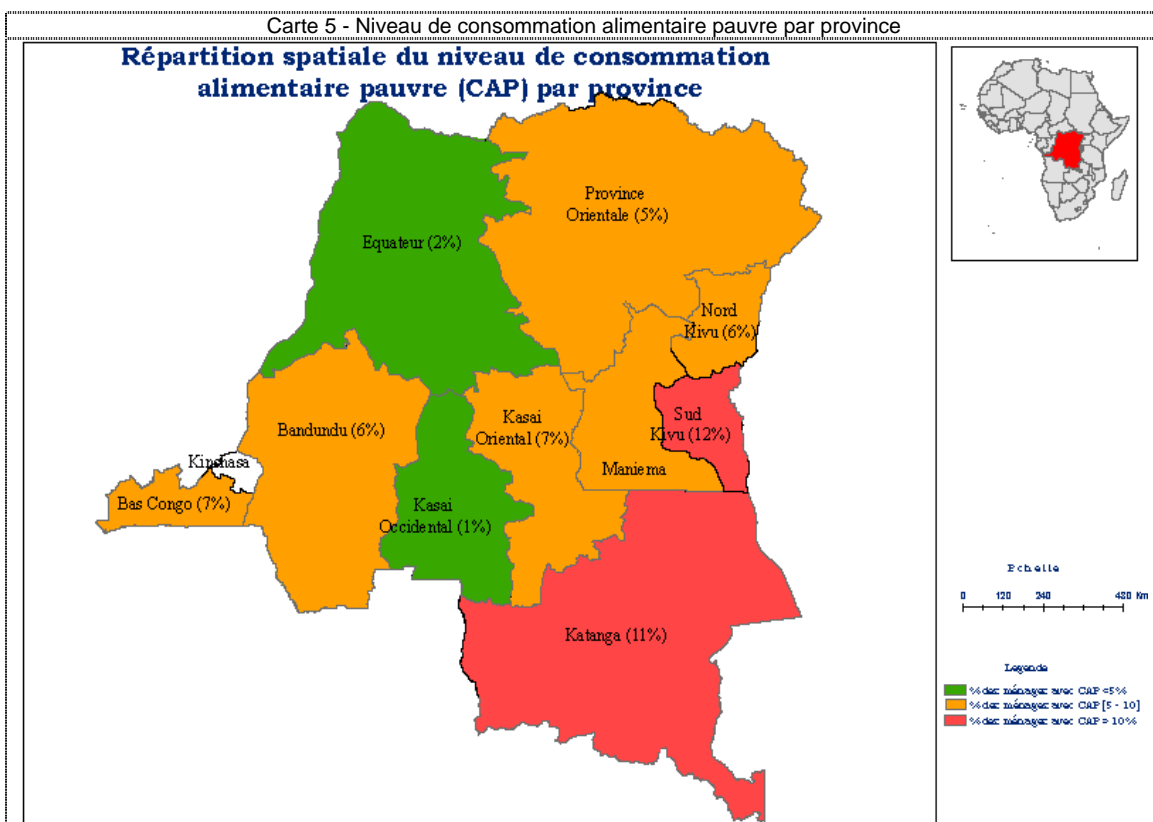 Carte 5 - Niveau de consommation alimentaire pauvre par province
Répartition spatiale du niveau de consommation
alimentaire pauvre (CAP) par province
Province
Orientale (5%)
Equateur (2%)
Nord
Kivu (6%)
Kasai
Oriental (7%)
Sud
Kivu (12%)
Bandundu (6%)
Kinshasa
Maniema
Bas Congo (7%)
Kasai
Occidental (1%)
Katanga (11%)
Echelle
0 120 240 480 Km
Legende
% des ménages avec CAP <5%
% des ménages avec CAP [5 - 10]
% des ménages avec CAP > 10%